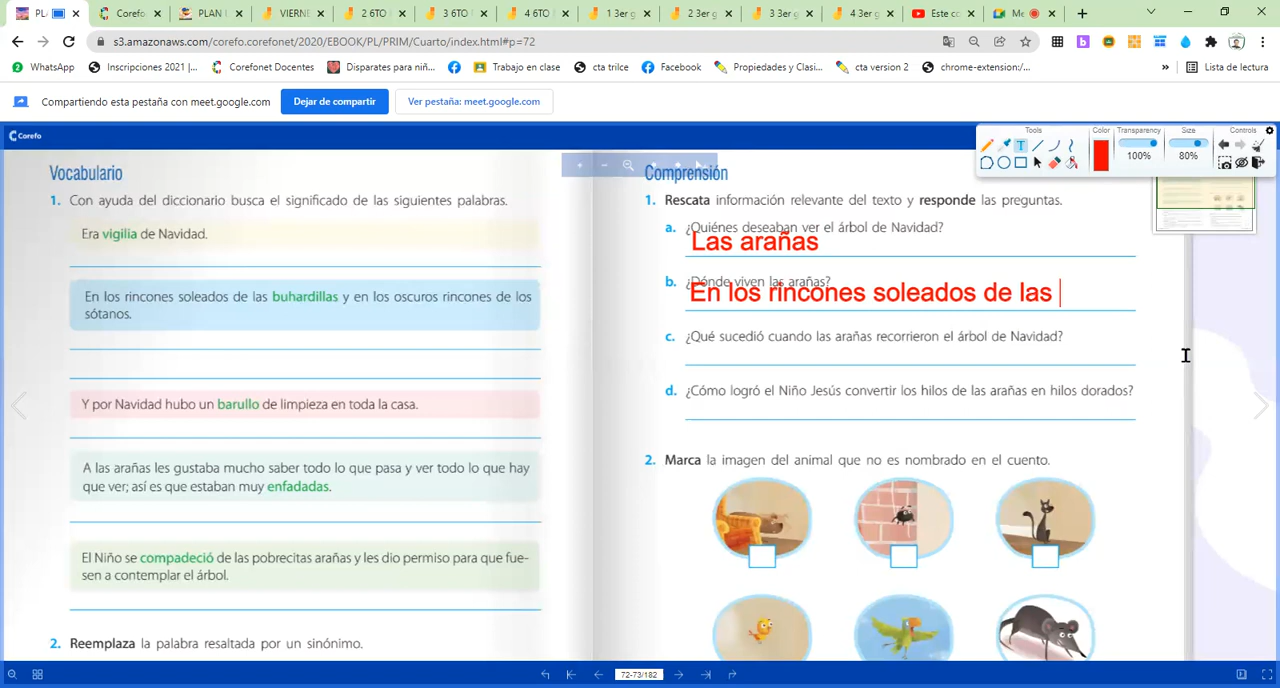 PL
Corefo
PLAN L
VIERNE
2 6TO
3 6TO
4 6TO
1 3er g
2 3er g
3 3er g
4 3er g
Este co
Me
s3.amazonaws.com/corefo.corefonet/2020/EBOOK/PL/PRIM/Cuarto/index.html#p=72
WhatsApp
Inscripciones 2021 |...
Corefonet Docentes
Disparates para niñ...
Trabajo en clase
cta trilce
Facebook
Propiedades y Clasi...
cta version 2
chrome-extension:/...
»
Lista de lectura
Compartiendo esta pestaña con meet.google.com
Dejar de compartir
Ver pestaña: meet.google.com
Corefo
Tools
Color
Transparency
Size
Controls
100%
80%
Vocabulario
1. Con ayuda del diccionario busca el significado de las siguientes palabras.
Era vigilia de Navidad.
En los rincones soleados de las buhardillas y en los oscuros rincones de los
sótanos.
Y por Navidad hubo un barullo de limpieza en toda la casa.
A las arañas les gustaba mucho saber todo lo que pasa y ver todo lo que hay
que ver; así es que estaban muy enfadadas.
El Niño se compadeció de las pobrecitas arañas y les dio permiso para que fue-
sen a contemplar el árbol.
2. Reemplaza la palabra resaltada por un sinónimo.
Comprensión
1. Rescata información relevante del texto y responde las preguntas.
a. ¿Quiénes deseaban ver el árbol de Navidad?
Las arañas
b. ¿Dónde viven las arañas?
En los rincones soleados de las
c. ¿Qué sucedió cuando las arañas recorrieron el árbol de Navidad?
d. ¿Cómo logró el Niño Jesús convertir los hilos de las arañas en hilos dorados?
2. Marca la imagen del animal que no es nombrado en el cuento.
72-73/182